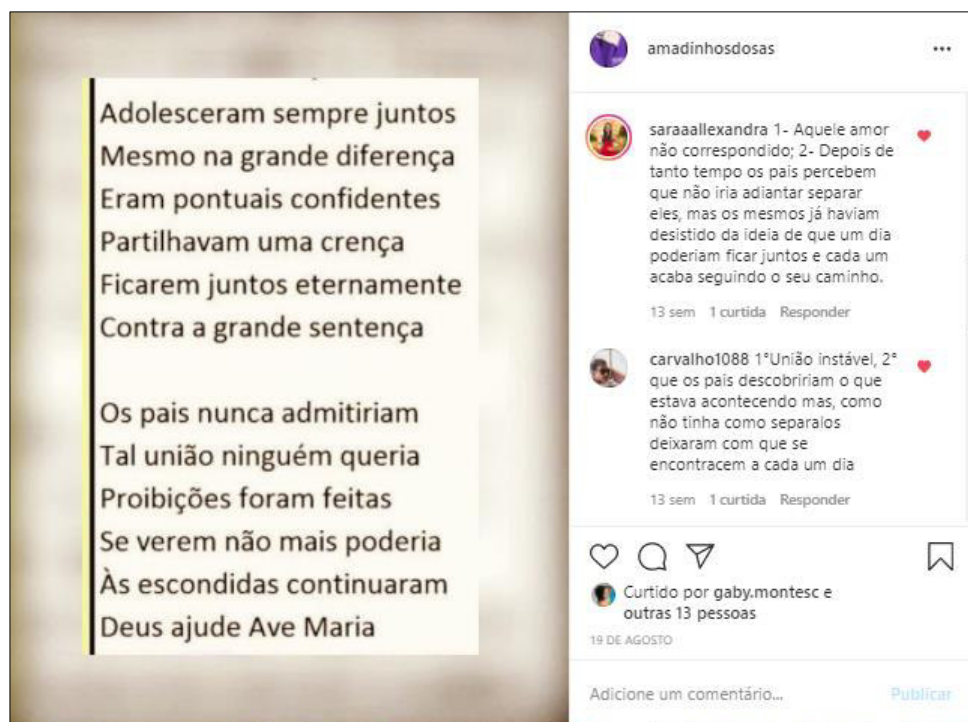 Adolesceram sempre juntos
Mesmo na grande diferença
Eram pontuais confidentes
Partilhavam uma crença
Ficarem juntos eternamente
Contra a grande sentença
Os pais nunca admitiriam
Tal união ninguém queria
Proibições foram feitas
Se verem não mais poderia
Às escondidas continuaram
Deus ajude Ave Maria
amadinhosdosas
saraaallexandra 1- Aquele amor
não correspondido; 2- Depois de
tanto tempo os pais percebem
que não iria adiantar separar
eles, mas os mesmos já haviam
desistido da ideia de que um dia
poderiam ficar juntos e cada um
acaba seguindo o seu caminho.
13 sem 1 curtida Responder
carvalho1088 1°União instável, 2°
que os pais descobririam o que
estava acontecendo mas, como
não tinha como separalos
deixaram com que se
encontracem a cada um dia
13 sem 1 curtida Responder
Curtido por gaby.montesc e
outras 13 pessoas
19 DE AGOSTO
Adicione um comentário... Publicar